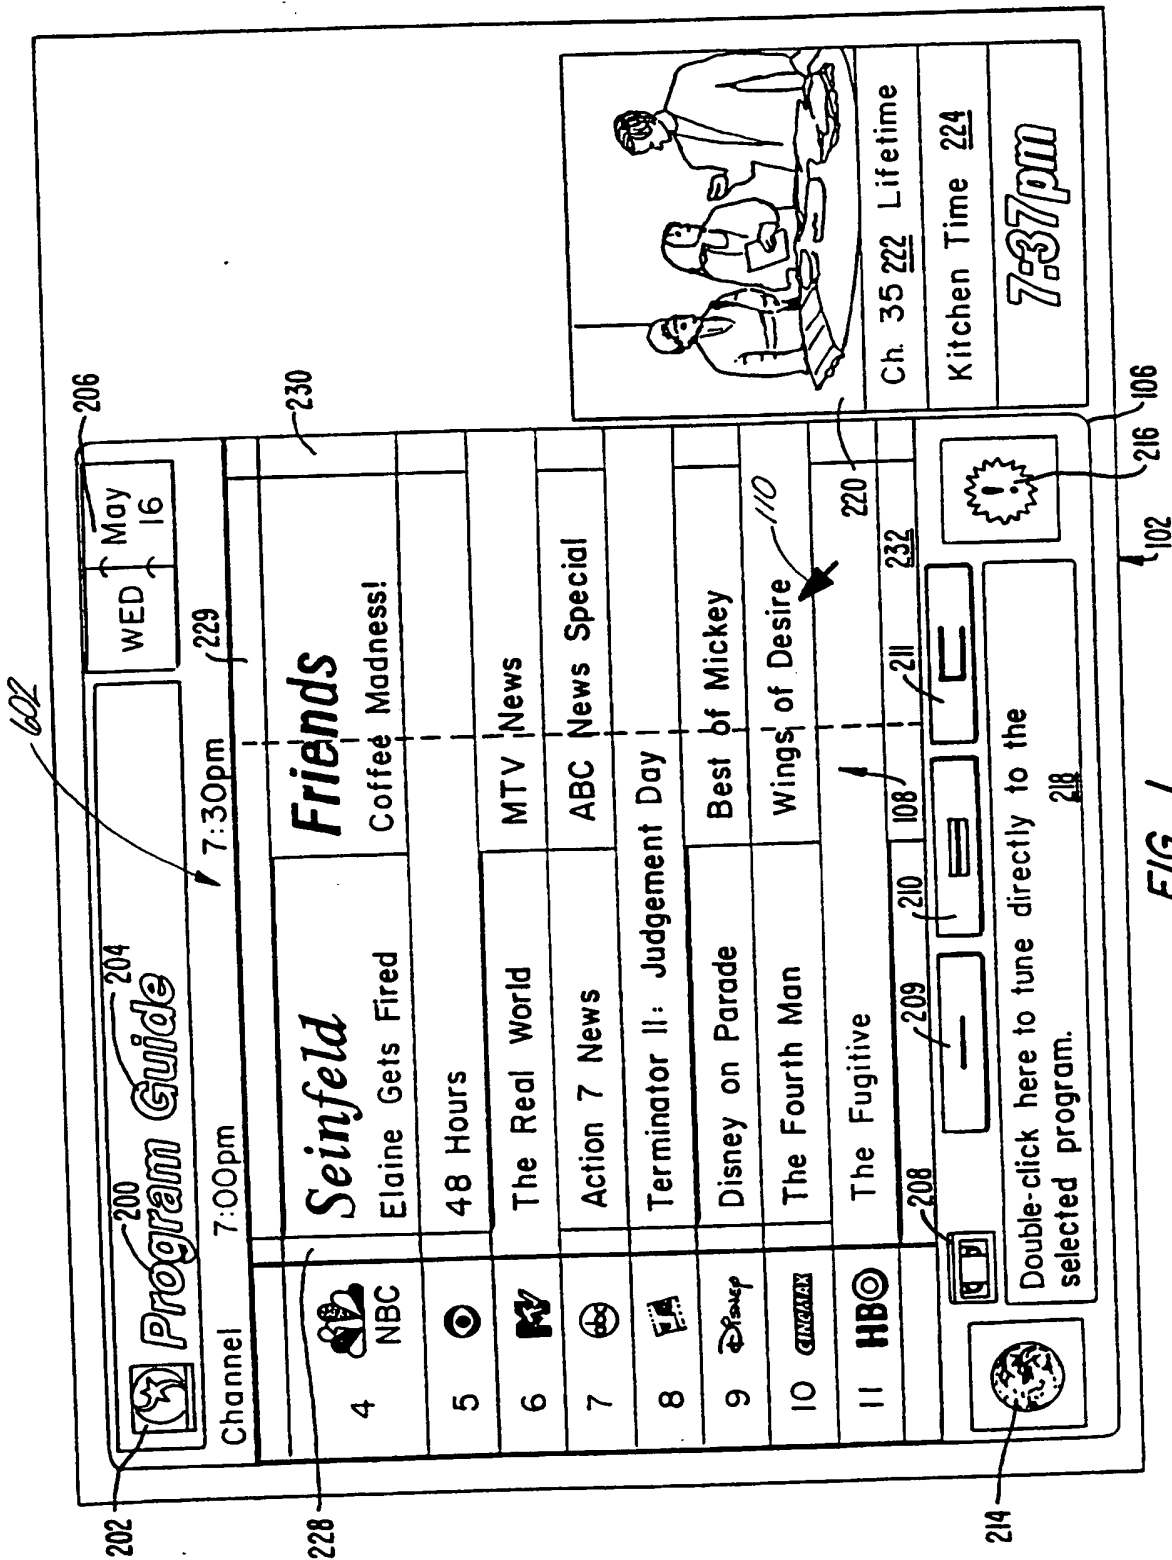 602
200
204
206
202
Program Guide
WED May
16
229
Channel 7:00pm 7:30pm
228
230
4 NBC Seinfeld Friends
Elaine Gets Fired Coffee Madness!
5 48 Hours
6 MTV The Real World MTV News
7 abc Action 7 News ABC News Special
8 Terminator II: Judgement Day
9 Disney Disney on Parade Best of Mickey
10 CINEMAX The Fourth Man Wings of Desire
110
11 HBO The Fugitive
220
208 209 210 108 211 232
Ch. 35 222 Lifetime
Kitchen Time 224
7:37pm
Double-click here to tune directly to the
selected program.
218
214
216
106
102
FIG. 1